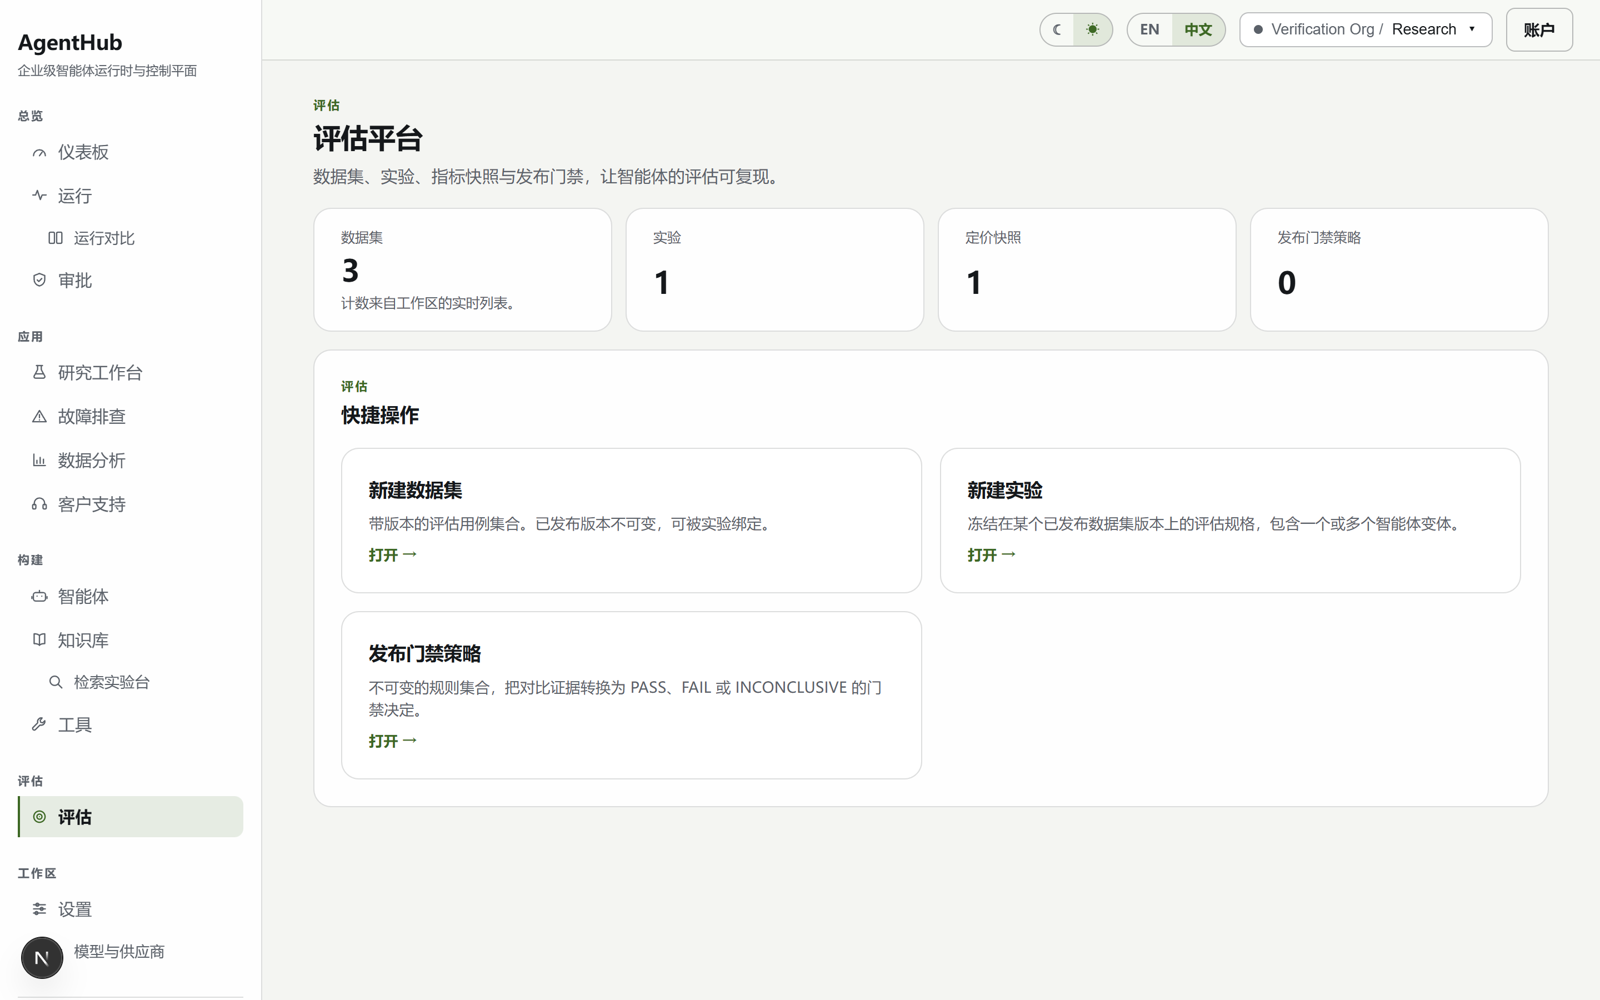 AgentHub
企业级智能体运行时与控制平面
总览
仪表板
运行
运行对比
审批
应用
研究工作台
故障排查
数据分析
客户支持
构建
智能体
知识库
检索实验台
工具
评估
评估
工作区
设置
模型与供应商
N
EN 中文
Verification Org / Research
账户
评估
评估平台
数据集、实验、指标快照与发布门禁，让智能体的评估可复现。
数据集
3
计数来自工作区的实时列表。
实验
1
定价快照
1
发布门禁策略
0
评估
快捷操作
新建数据集
带版本的评估用例集合。已发布版本不可变，可被实验绑定。
打开 →
新建实验
冻结在某个已发布数据集版本上的评估规格，包含一个或多个智能体变体。
打开 →
发布门禁策略
不可变的规则集合，把对比证据转换为 PASS、FAIL 或 INCONCLUSIVE 的门
禁决定。
打开 →